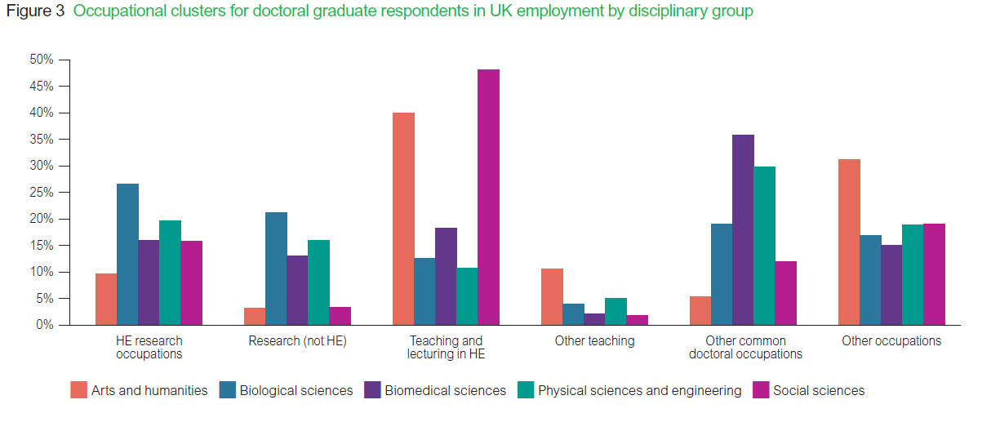 Figure 3 Occupational clusters for doctoral graduate respondents in UK employment by disciplinary group
50%
45%
40%
35%
30%
25%
20%
15%
10%
5%
0%
HE research
occupations
Research (not HE)
Teaching and
lecturing in HE
Other teaching
Other common
doctoral occupations
Other occupations
Arts and humanities
Biological sciences
Biomedical sciences
Physical sciences and engineering
Social sciences